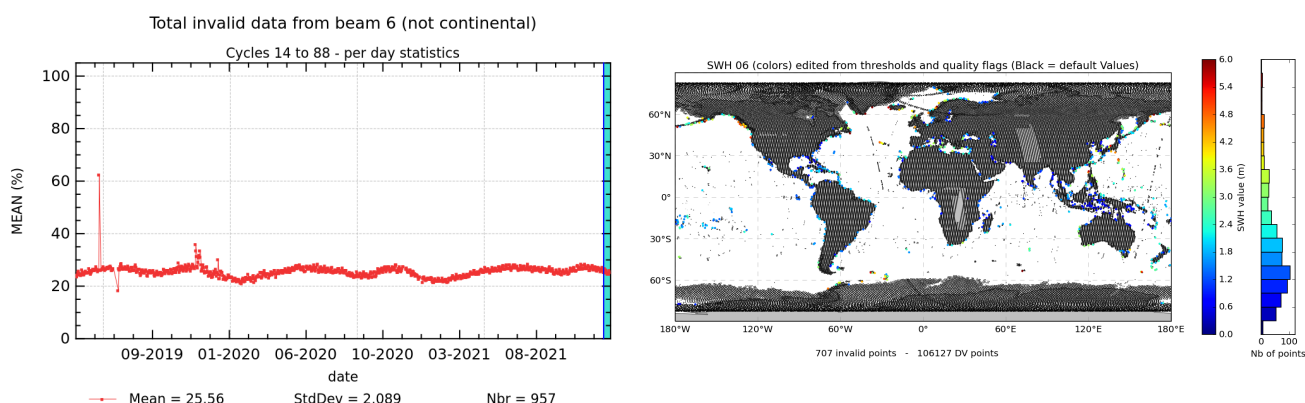 Total invalid data from beam 6 (not continental)
Cycles 14 to 88 - per day statistics
MEAN (%)
100
80
60
40
20
0
09-2019 01-2020 06-2020 10-2020 03-2021 08-2021
date
Mean = 25.56 StdDev = 2.089 Nbr = 957
SWH 06 (colors) edited from thresholds and quality flags (Black = default Values)
60°N
30°N
0°
30°S
60°S
180°W 120°W 60°W 0° 60°E 120°E 180°E
707 invalid points - 106127 DV points
6.0
5.4
4.8
4.2
3.6
3.0
2.4
1.8
1.2
0.6
0.0
SWH value (m)
0 100
Nb of points